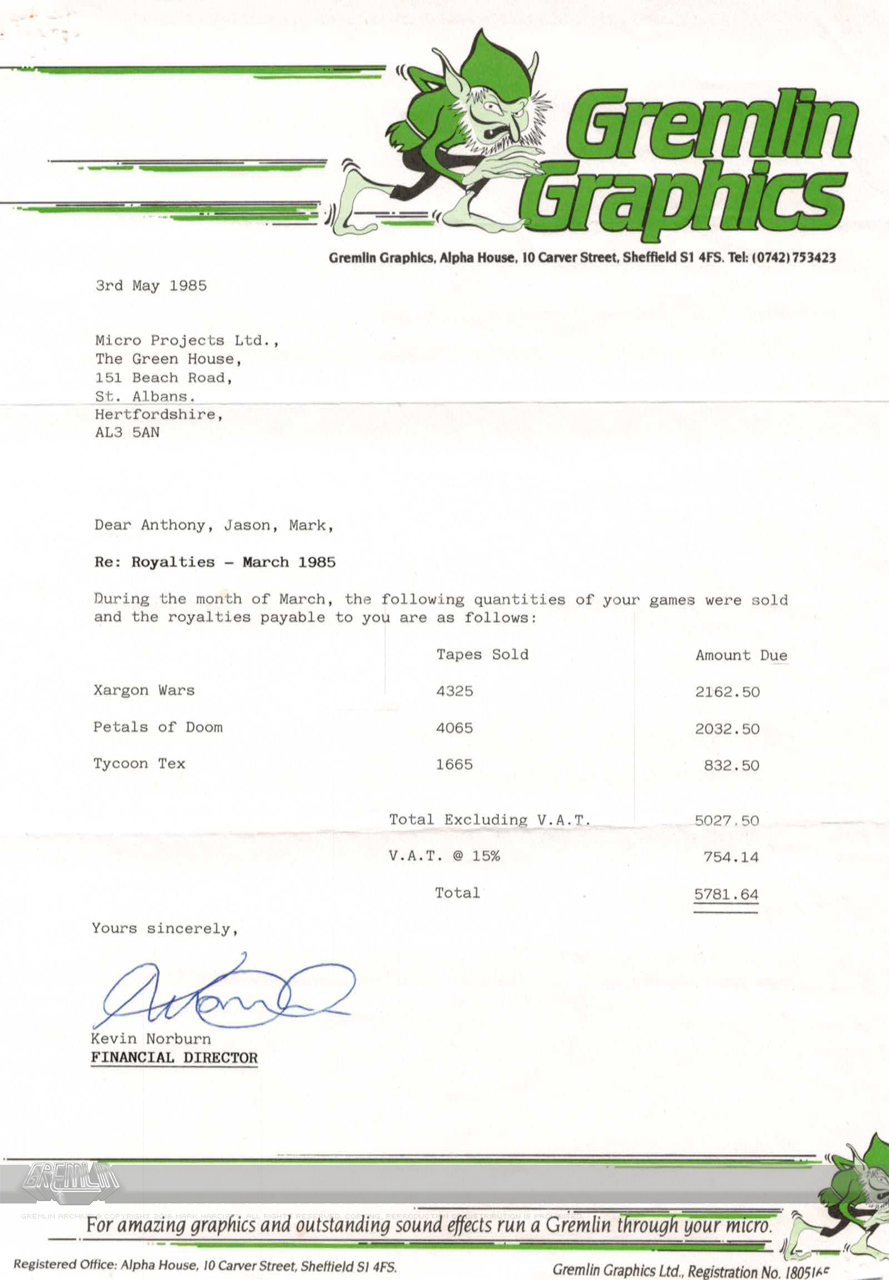 Gremlin
Graphics
Gremlin Graphics, Alpha House, 10 Carver Street, Sheffield S1 4FS. Tel: (0742) 753423
3rd May 1985
Micro Projects Ltd.,
The Green House,
151 Beach Road,
St. Albans.
Hertfordshire,
AL3 5AN
Dear Anthony, Jason, Mark,
Re: Royalties - March 1985
During the month of March, the following quantities of your games were sold
and the royalties payable to you are as follows:
Tapes Sold Amount Due
Xargon Wars 4325 2162.50
Petals of Doom 4065 2032.50
Tycoon Tex 1665 832.50
Total Excluding V.A.T. 5027.50
V.A.T. @ 15% 754.14
Total 5781.64
Yours sincerely,
Kevin Norburn
FINANCIAL DIRECTOR
GREMLIN
For amazing graphics and outstanding sound effects run a Gremlin through your micro.
Registered Office: Alpha House, 10 Carver Street, Sheffield S1 4FS.
Gremlin Graphics Ltd., Registration No.